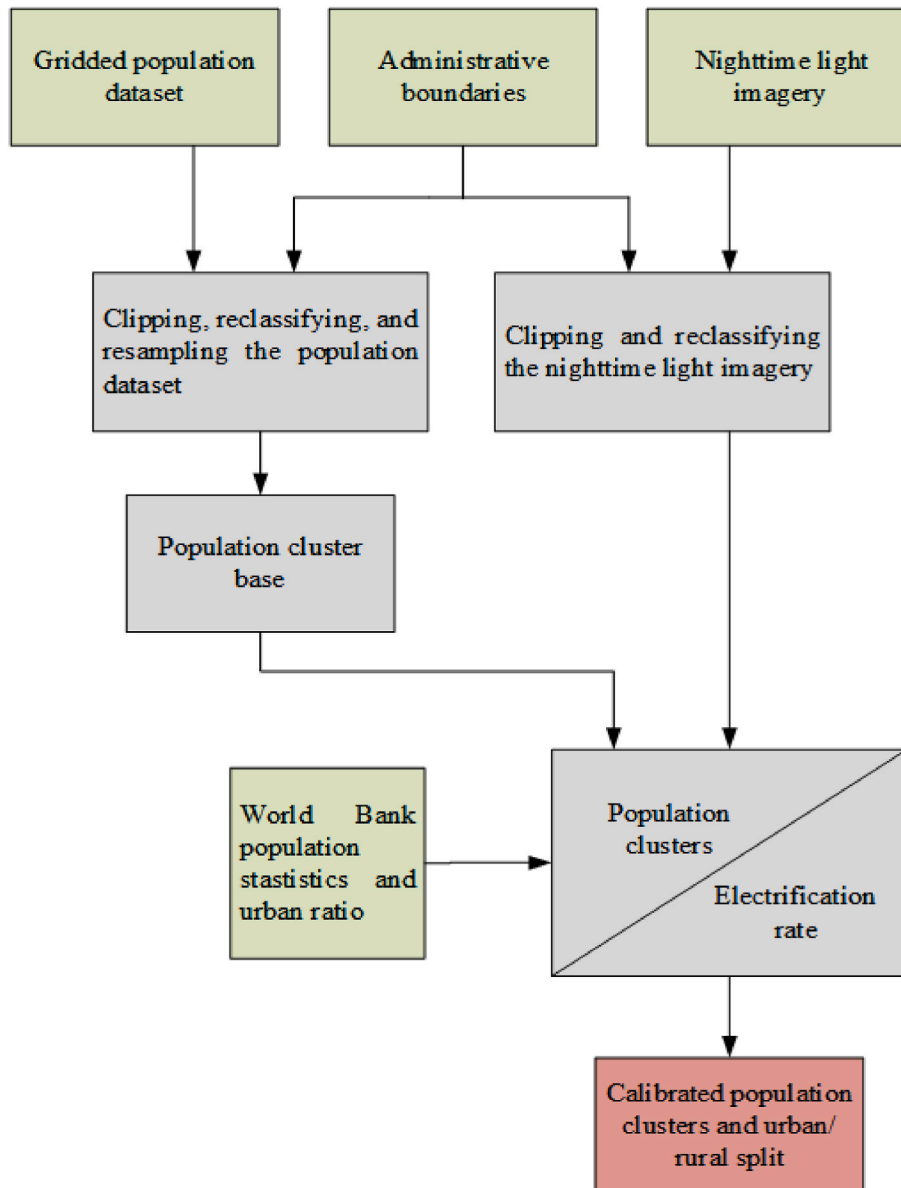 Gridded population
dataset
Administrative
boundaries
Nighttime light
imagery
Clipping, reclassifying, and
resampling the population
dataset
Clipping and reclassifying
the nighttime light imagery
Population cluster
base
World Bank
population
stastistics and
urban ratio
Population
clusters
Electrification
rate
Calibrated population
clusters and urban/
rural split